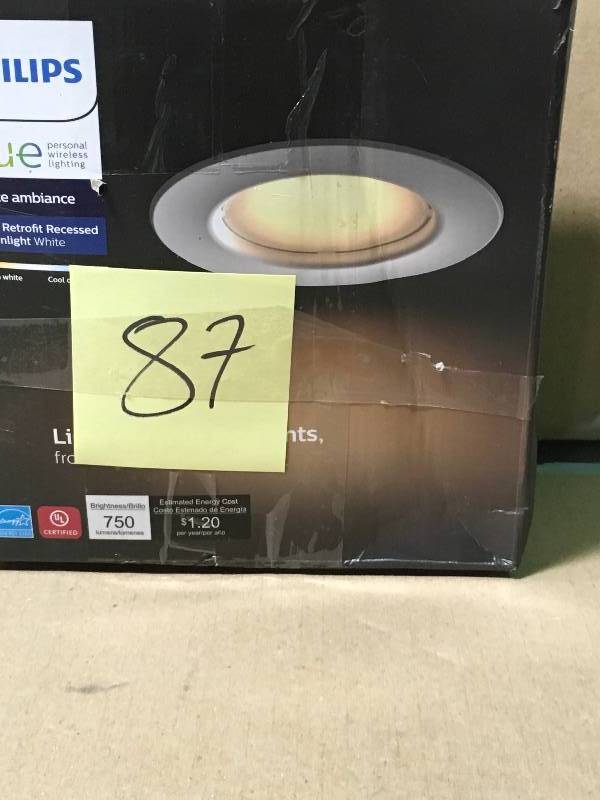 ILIPS
ue
personal
wireless
lighting
ambiance
Retrofit Recessed
nlight White
white
Cool
87
Li
nts,
fro
UL
CERTIFIED
Brightness/Brillo
750
lumens/lúmenes
Estimated Energy Cost
Costo Estimado de Energía
$1.20
per year/por año